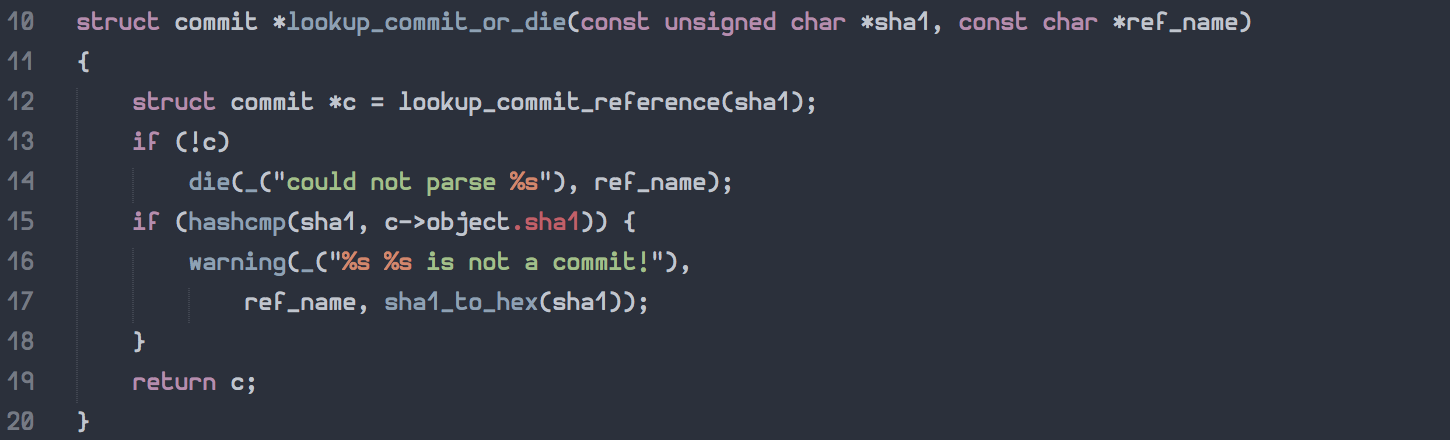 10 struct commit *lookup_commit_or_die(const unsigned char *sha1, const char *ref_name)
11 {
12     struct commit *c = lookup_commit_reference(sha1);
13     if (!c)
14         die(_("could not parse %s"), ref_name);
15     if (hashcmp(sha1, c->object.sha1)) {
16         warning(_("%s %s is not a commit!"),
17             ref_name, sha1_to_hex(sha1));
18     }
19     return c;
20 }